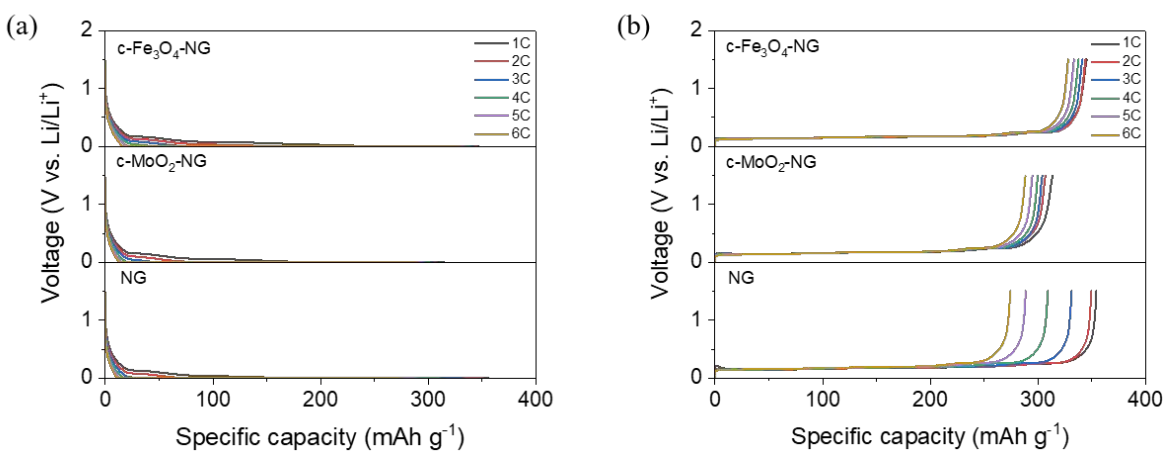 (a)
Voltage (V vs. Li/Li⁺)
2
1
0
1
0
1
0
c-Fe₃O₄-NG
1C
2C
3C
4C
5C
6C
c-MoO₂-NG
NG
0 100 200 300 400
Specific capacity (mAh g⁻¹)
(b)
Voltage (V vs. Li/Li⁺)
2
1
0
1
0
1
0
c-Fe₃O₄-NG
1C
2C
3C
4C
5C
6C
c-MoO₂-NG
NG
0 100 200 300 400
Specific capacity (mAh g⁻¹)